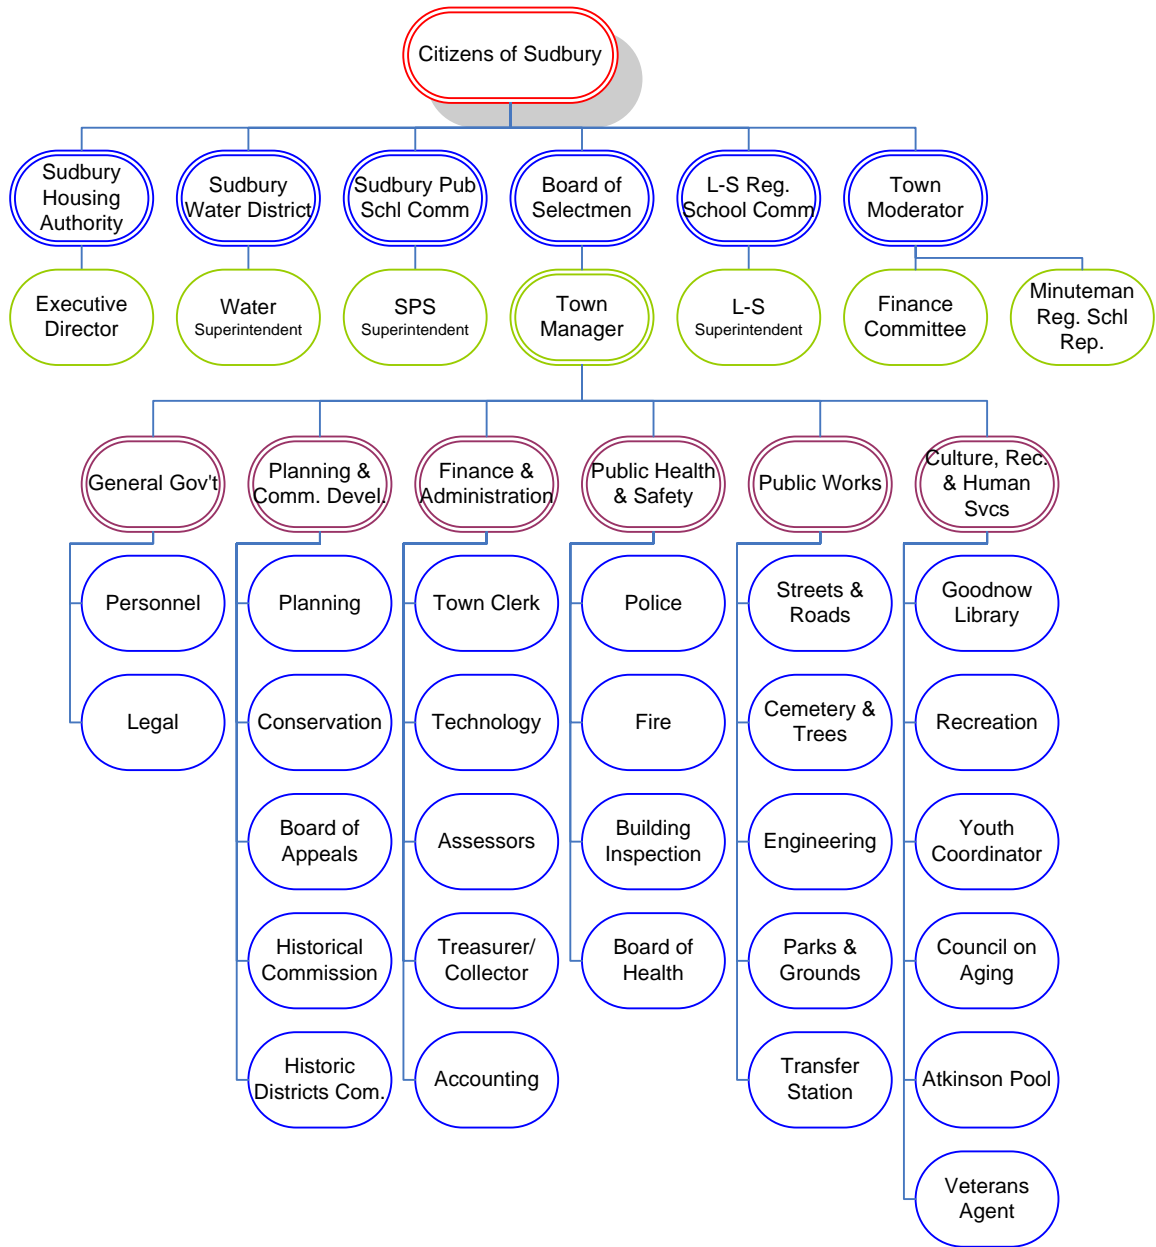 Citizens of Sudbury
Sudbury
Housing
Authority
Sudbury
Water District
Sudbury Pub
Schl Comm
Board of
Selectmen
L-S Reg.
School Comm
Town
Moderator
Executive
Director
Water
Superintendent
SPS
Superintendent
Town
Manager
L-S
Superintendent
Finance
Committee
Minuteman
Reg. Schl
Rep.
General Gov't
Planning &
Comm. Devel.
Finance &
Administration
Public Health
& Safety
Public Works
Culture, Rec.
& Human
Svcs
Personnel
Planning
Town Clerk
Police
Streets &
Roads
Goodnow
Library
Legal
Conservation
Technology
Fire
Cemetery &
Trees
Recreation
Board of
Appeals
Assessors
Building
Inspection
Engineering
Youth
Coordinator
Historical
Commission
Treasurer/
Collector
Board of
Health
Parks &
Grounds
Council on
Aging
Historic
Districts Com.
Accounting
Transfer
Station
Atkinson Pool
Veterans
Agent